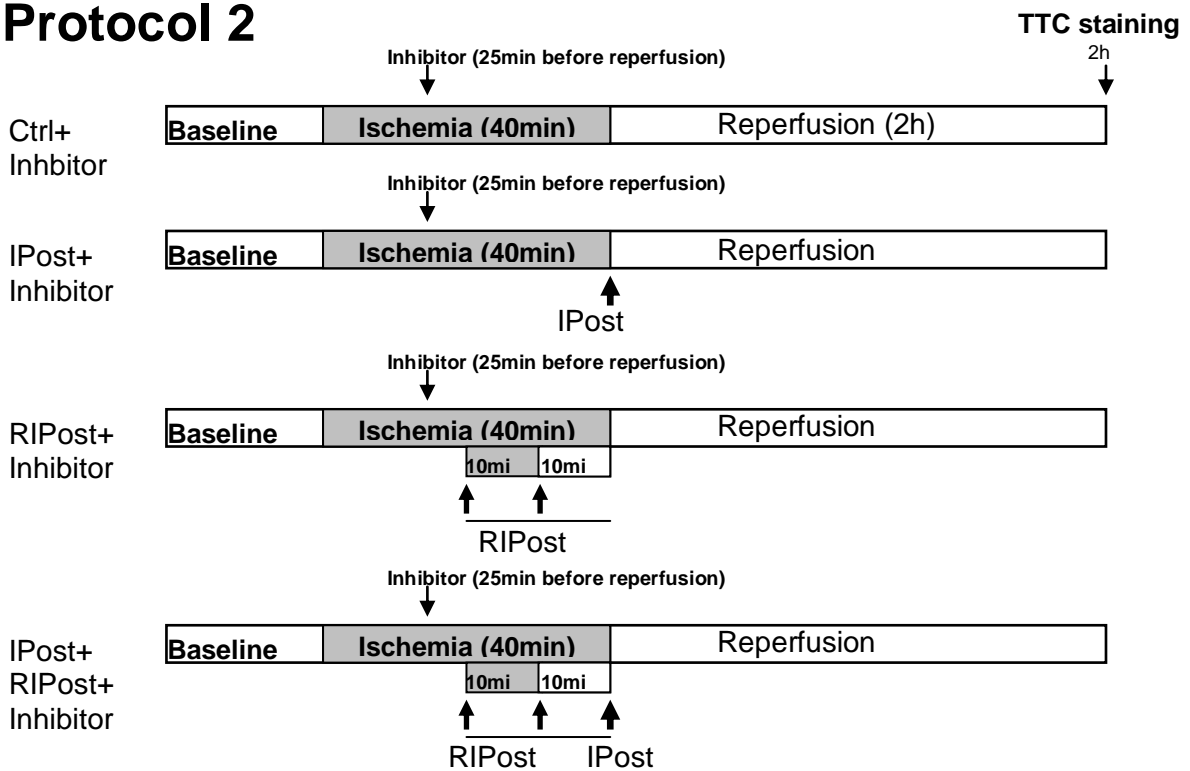 Protocol 2
TTC staining
2h
Inhibitor (25min before reperfusion)
Ctrl+
Inhbitor
Baseline
Ischemia (40min)
Reperfusion (2h)
Inhibitor (25min before reperfusion)
IPost+
Inhibitor
Baseline
Ischemia (40min)
Reperfusion
IPost
Inhibitor (25min before reperfusion)
RIPost+
Inhibitor
Baseline
Ischemia (40min)
Reperfusion
10mi
10mi
RIPost
Inhibitor (25min before reperfusion)
IPost+
RIPost+
Inhibitor
Baseline
Ischemia (40min)
Reperfusion
10mi
10mi
RIPost
IPost